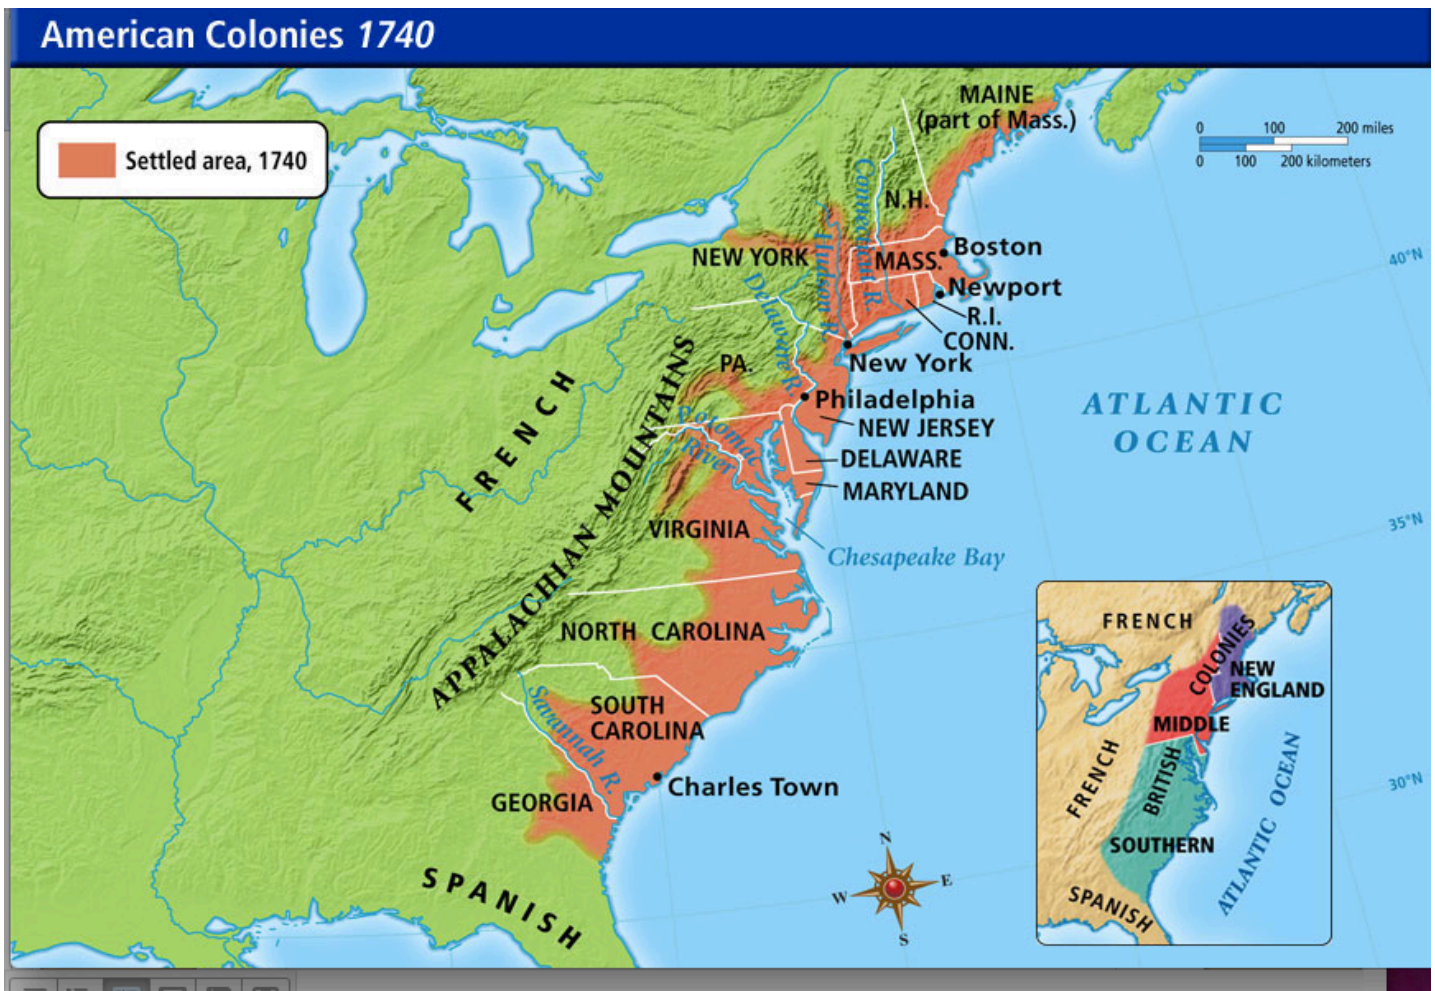 American Colonies 1740
Settled area, 1740
MAINE
(part of Mass.)
0 100 200 miles
0 100 200 kilometers
N.H.
Connecticut R.
Hudson R.
NEW YORK
MASS.
Boston
Newport
R.I.
CONN.
40°N
Delaware R.
New York
PA.
Philadelphia
NEW JERSEY
DELAWARE
MARYLAND
Potomac
River
ATLANTIC
OCEAN
FRENCH
APPALACHIAN MOUNTAINS
VIRGINIA
Chesapeake Bay
35°N
NORTH CAROLINA
SOUTH
CAROLINA
Savannah R.
Charles Town
GEORGIA
30°N
SPANISH
N
W
E
S
FRENCH
COLONIES
NEW
ENGLAND
MIDDLE
FRENCH
BRITISH
SOUTHERN
ATLANTIC OCEAN
SPANISH